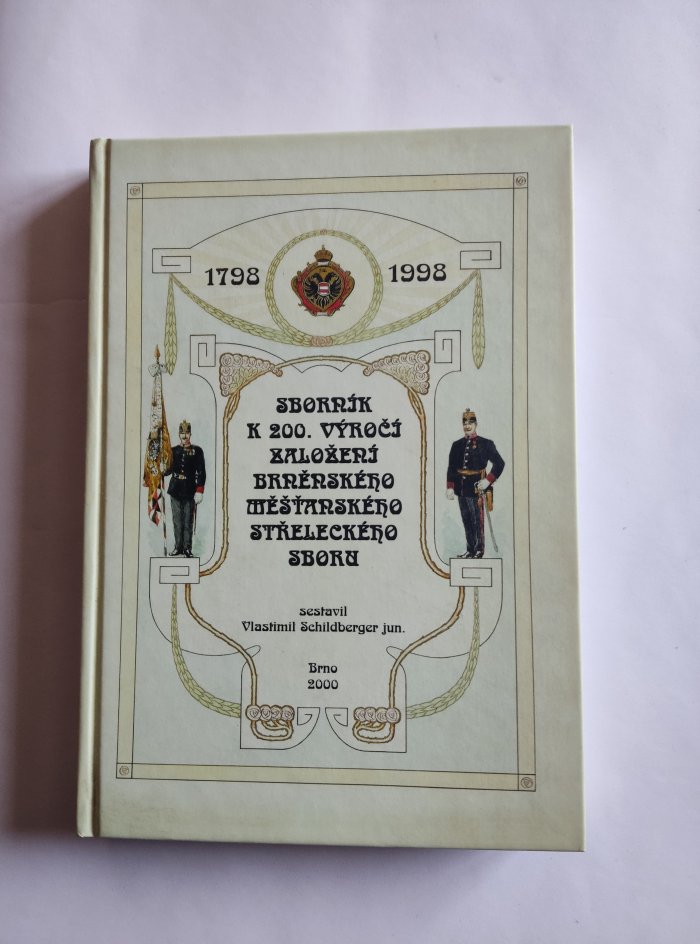 1798 1998
SBORNÍK
K 200. VÝROČÍ
ZALOŽENÍ
BRNĚNSKÉHO
MĚŠŤANSKÉHO
STŘELECKÉHO
SBORU
sestavil
Vlastimil Schildberger jun.
Brno
2000